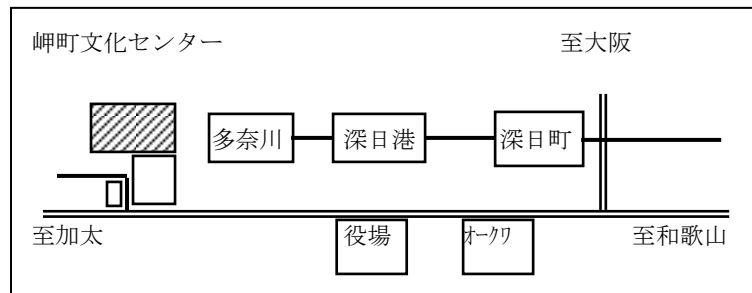 岬町文化センター
至大阪
多奈川
深日港
深日町
至加太
役場
ｵｰｸﾜ
至和歌山